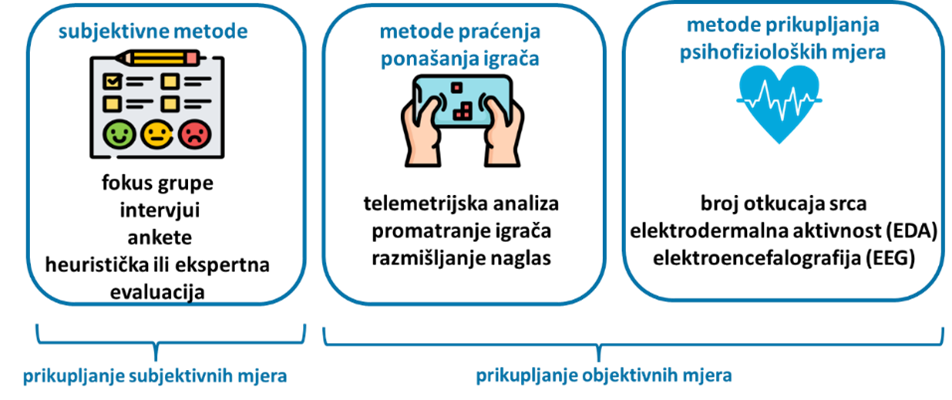 subjektivne metode
fokus grupe
intervjui
ankete
heuristička ili ekspertna
evaluacija
metode praćenja
ponašanja igrača
telemetrijska analiza
promatranje igrača
razmišljanje naglas
metode prikupljanja
psihofizioloških mjera
broj otkucaja srca
elektrodermalna aktivnost (EDA)
elektroencefalografija (EEG)
prikupljanje subjektivnih mjera
prikupljanje objektivnih mjera